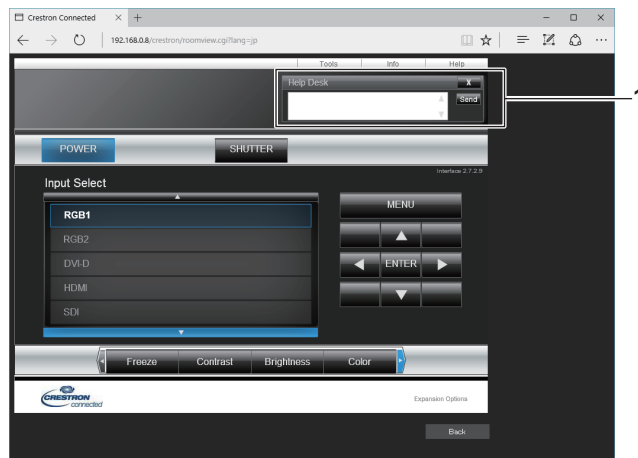 Crestron Connected
192.168.0.8/crestron/roomview.cgi?lang=jp
Tools Info Help
Help Desk X
Send
1
POWER SHUTTER
Interface 2.7.2.9
Input Select
MENU
RGB1
RGB2
DVI-D
ENTER
HDMI
SDI
Freeze Contrast Brightness Color
CRESTRON
connected
Expansion Options
Back